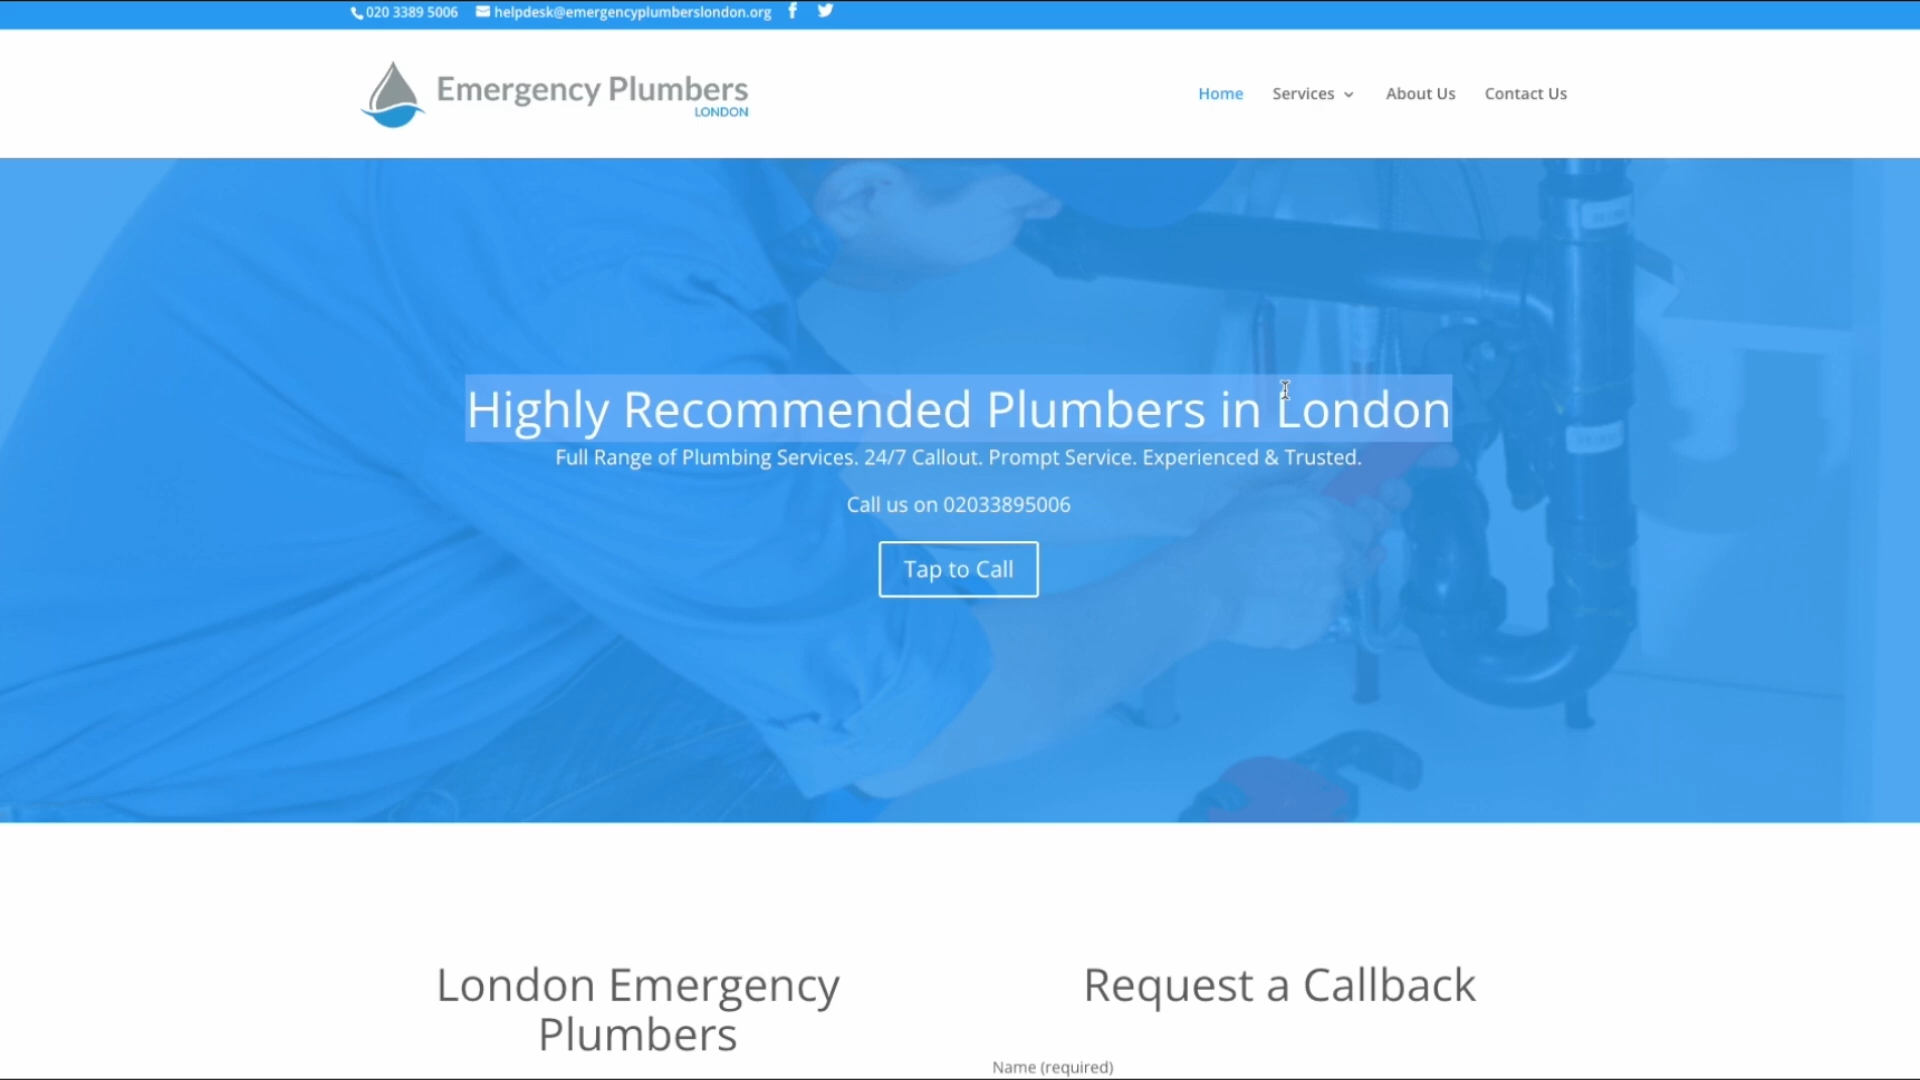 020 3389 5006 helpdesk@emergencyplumberslondon.org
Emergency Plumbers
LONDON
Home Services About Us Contact Us
Highly Recommended Plumbers in London
Full Range of Plumbing Services. 24/7 Callout. Prompt Service. Experienced & Trusted.
Call us on 02033895006
Tap to Call
London Emergency
Plumbers
Request a Callback
Name (required)